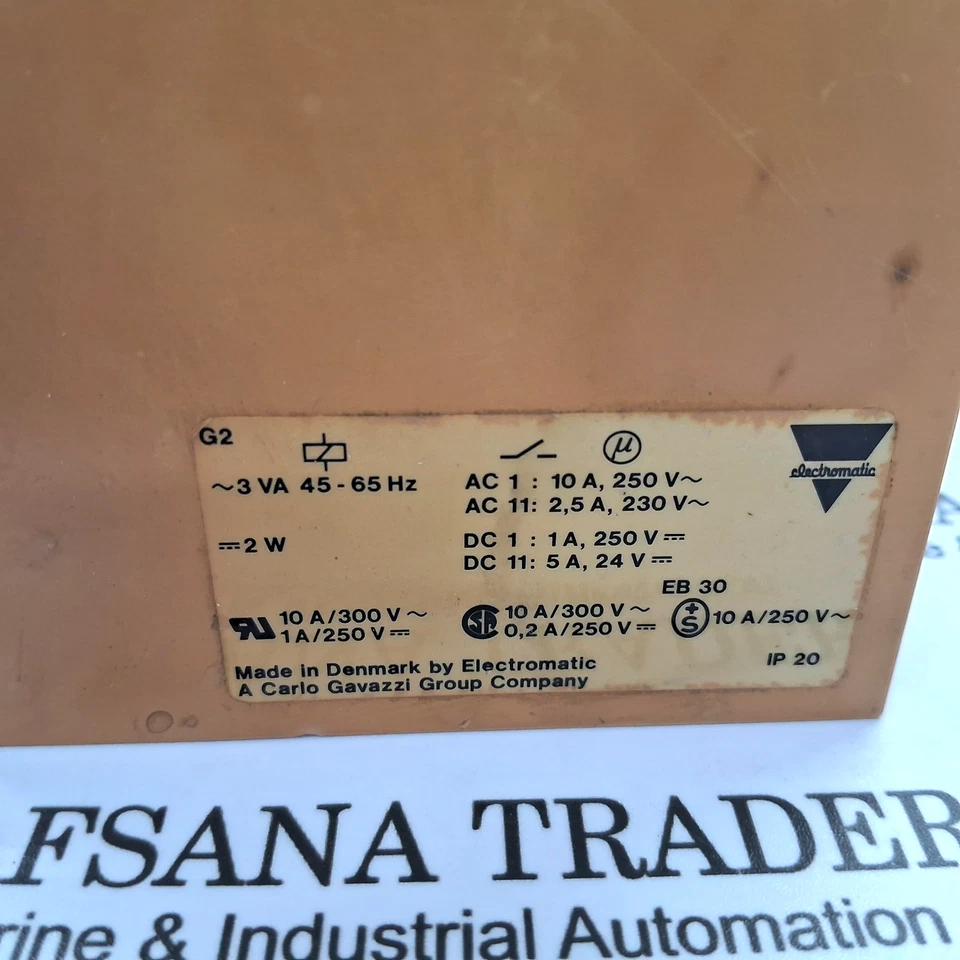 G2
μ
electromatic
~3 VA 45-65 Hz
AC 1 : 10 A, 250 V~
AC 11: 2,5 A, 230 V~
⎓2 W
DC 1 : 1 A, 250 V⎓
DC 11: 5 A, 24 V⎓
EB 30
RU 10 A/300 V~
1 A/250 V⎓
SA 10 A/300 V~
0,2 A/250 V⎓
+S 10 A/250 V~
Made in Denmark by Electromatic
A Carlo Gavazzi Group Company
IP 20
FSANA TRADER
rine & Industrial Automation